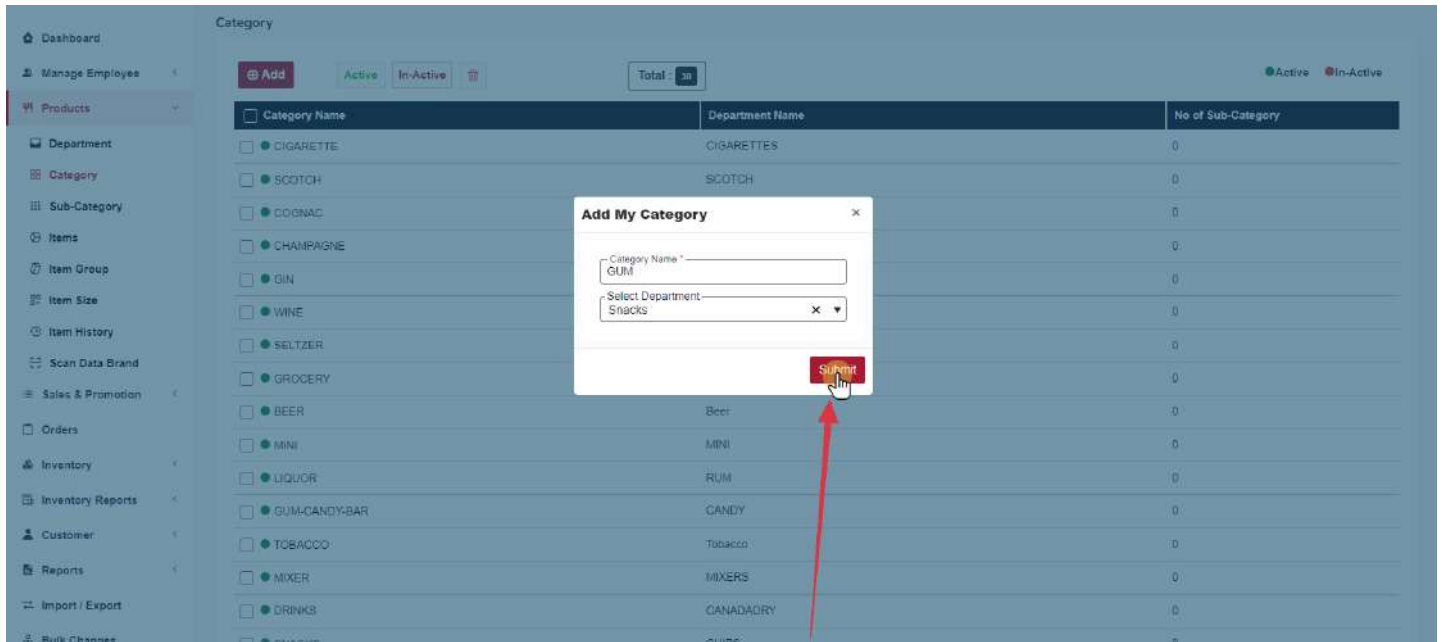 Category
Dashboard
Manage Employee
Products
Department
Category
Sub-Category
Items
Item Group
Item Size
Item History
Scan Data Brand
Sales & Promotion
Orders
Inventory
Inventory Reports
Customer
Reports
Import / Export
Bulk Changes
Add Active In-Active Total : 30 Active In-Active
Category Name Department Name No of Sub-Category
CIGARETTE CIGARETTES 0
SCOTCH SCOTCH 0
COGNAC 0
CHAMPAGNE 0
GIN 0
WINE 0
SELTZER 0
GROCERY 0
BEER Beer 0
MINI MINI 0
LIQUOR RUM 0
GUM-CANDY-BAR CANDY 0
TOBACCO Tobacco 0
MIXER MIXERS 0
DRINKS CANADADRY 0
Add My Category ×
Category Name *
GUM
Select Department
Snacks
Submit